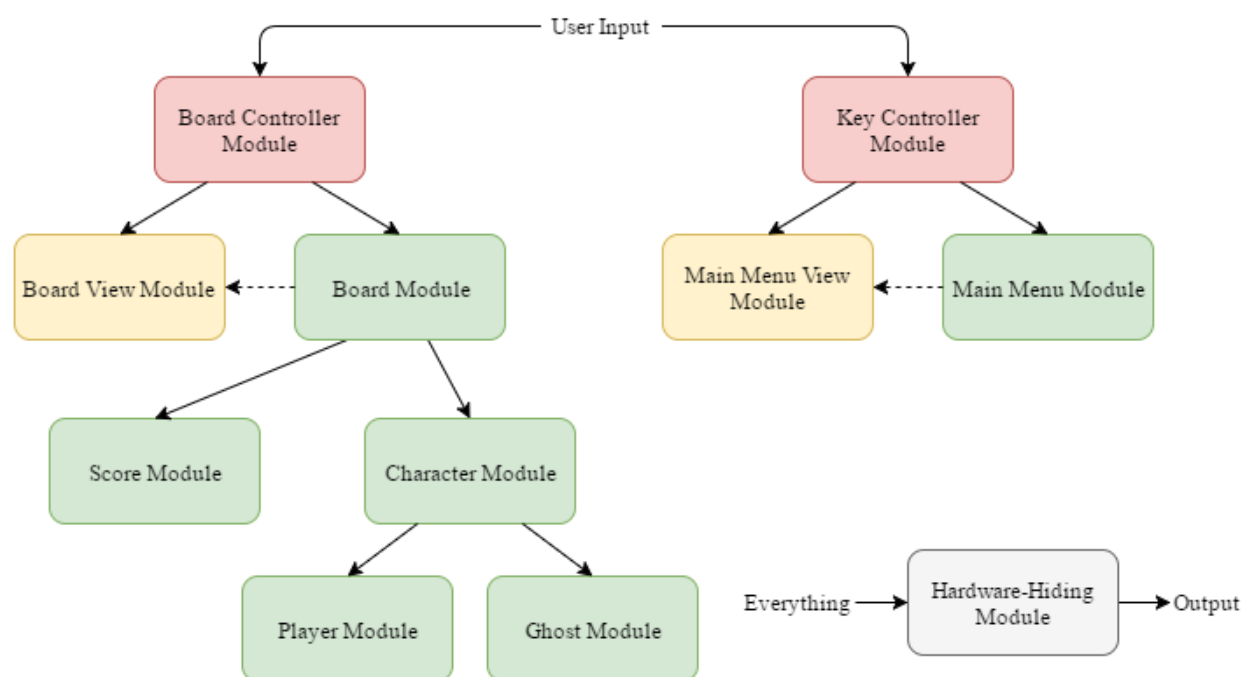 User Input
Board Controller
Module
Key Controller
Module
Board View Module
Board Module
Main Menu View
Module
Main Menu Module
Score Module
Character Module
Player Module
Ghost Module
Everything
Hardware-Hiding
Module
Output